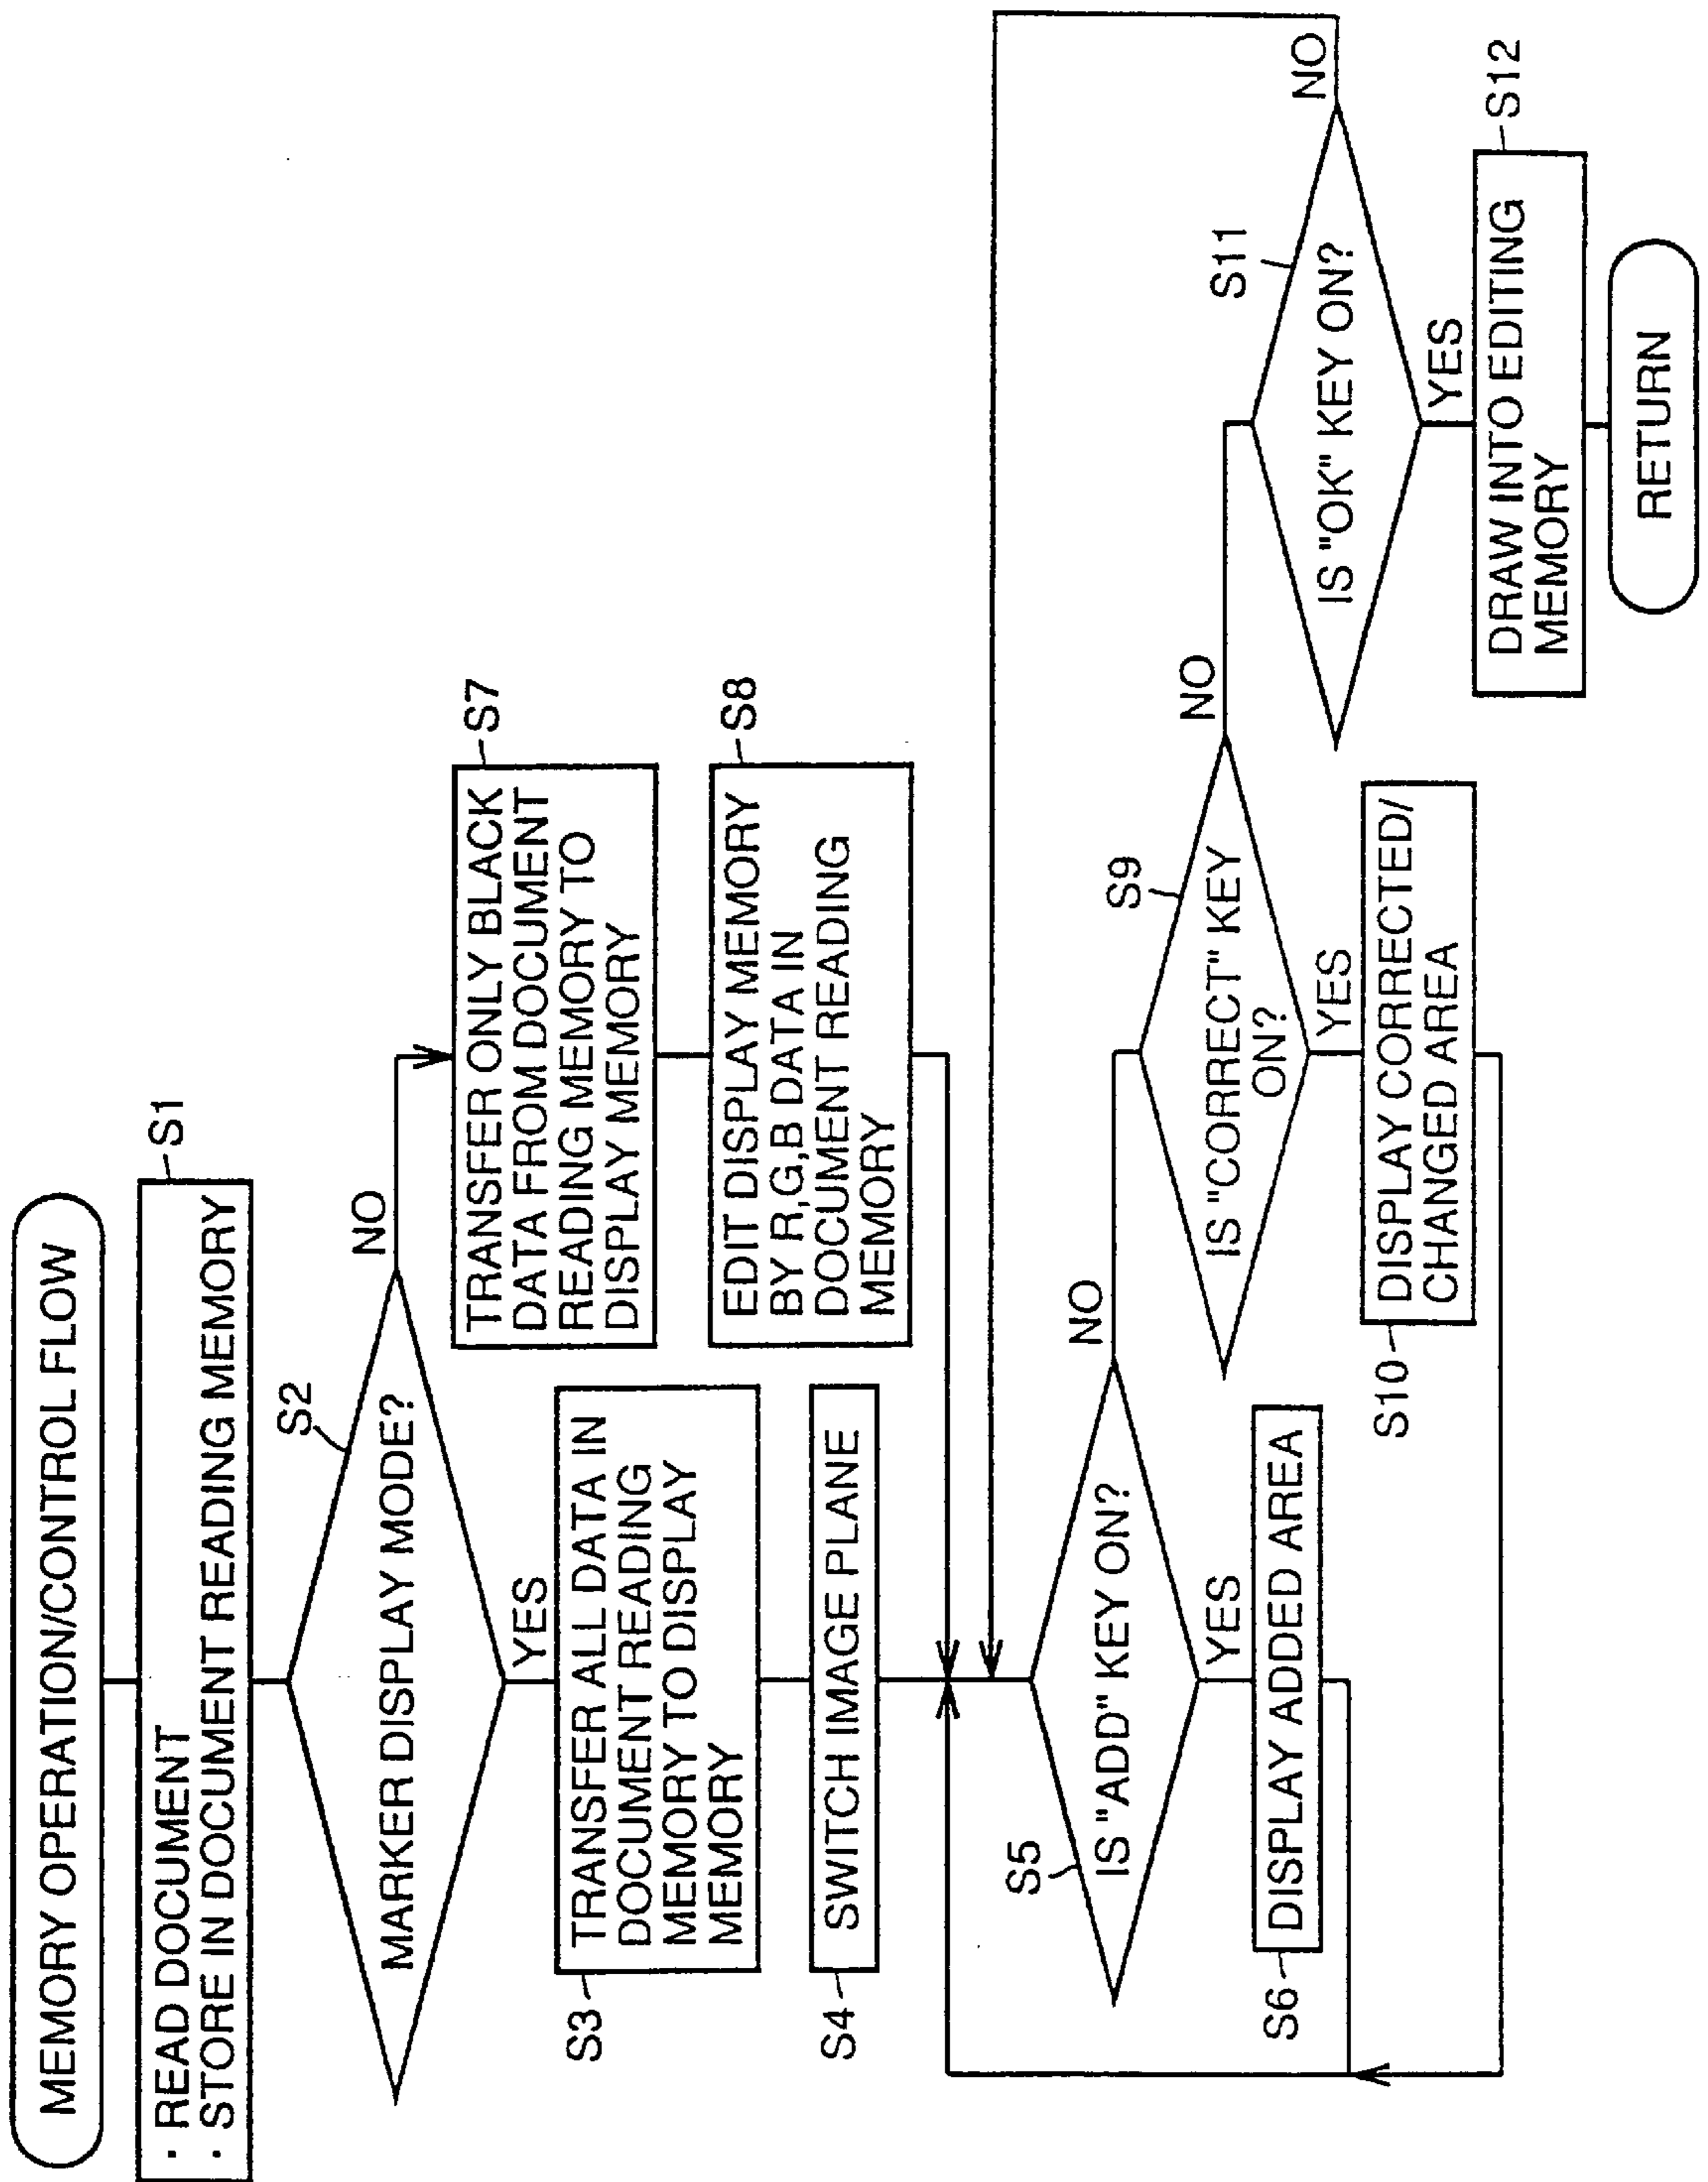 MEMORY OPERATION/CONTROL FLOW
· READ DOCUMENT
· STORE IN DOCUMENT READING MEMORY
S1
S2
MARKER DISPLAY MODE?
NO
YES
S3
TRANSFER ALL DATA IN
DOCUMENT READING
MEMORY TO DISPLAY
MEMORY
S4
SWITCH IMAGE PLANE
S7
TRANSFER ONLY BLACK
DATA FROM DOCUMENT
READING MEMORY TO
DISPLAY MEMORY
S8
EDIT DISPLAY MEMORY
BY R,G,B DATA IN
DOCUMENT READING
MEMORY
S5
IS "ADD" KEY ON?
NO
YES
S6
DISPLAY ADDED AREA
S9
IS "CORRECT" KEY
ON?
NO
YES
S10
DISPLAY CORRECTED/
CHANGED AREA
S11
IS "OK" KEY ON?
NO
YES
S12
DRAW INTO EDITING
MEMORY
RETURN